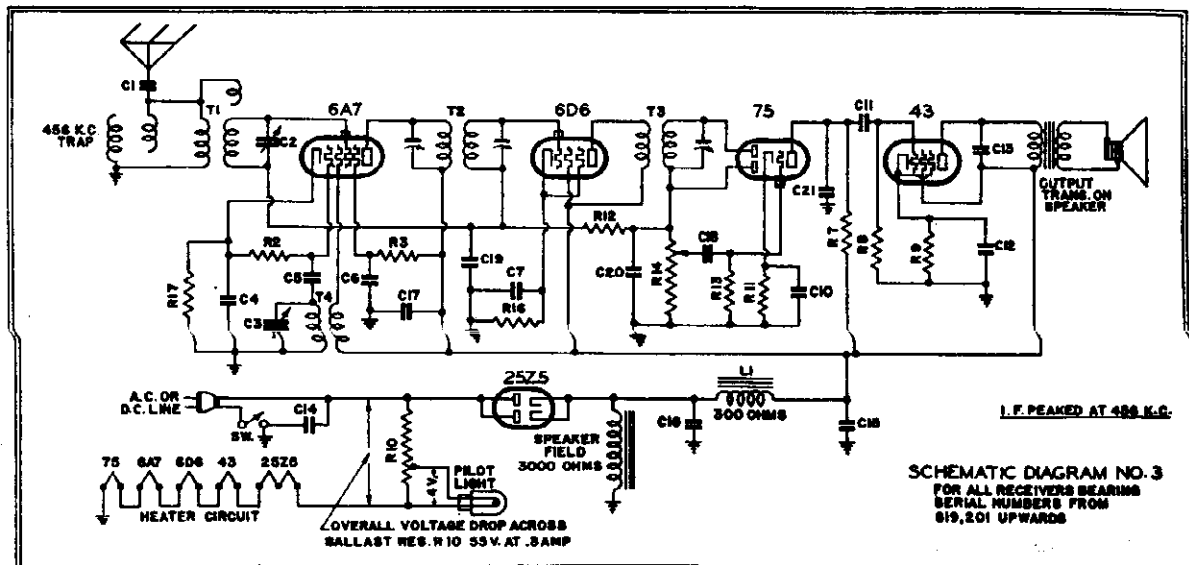 C1
T1
456 K.C.
TRAP
C2
6A7
T2
6D6
T3
75
C11
43
C13
OUTPUT
TRANS. ON
SPEAKER
C21
R12
R2
R3
C5
C6
C19
C7
R16
C20
R14
C18
R13
R11
C10
R7
R8
R9
C12
R17
C4
C3
T4
C17
25Z5
L1
300 OHMS
A.C. OR
D.C. LINE
SW.
C14
R10
SPEAKER
FIELD
3000 OHMS
C16
C15
I.F. PEAKED AT 456 K.C.
PILOT
LIGHT
4V.
75 6A7 6D6 43 25Z5
HEATER CIRCUIT
OVERALL VOLTAGE DROP ACROSS
BALLAST RES. R10 55V. AT .3AMP
SCHEMATIC DIAGRAM NO. 3
FOR ALL RECEIVERS BEARING
SERIAL NUMBERS FROM
819,201 UPWARDS